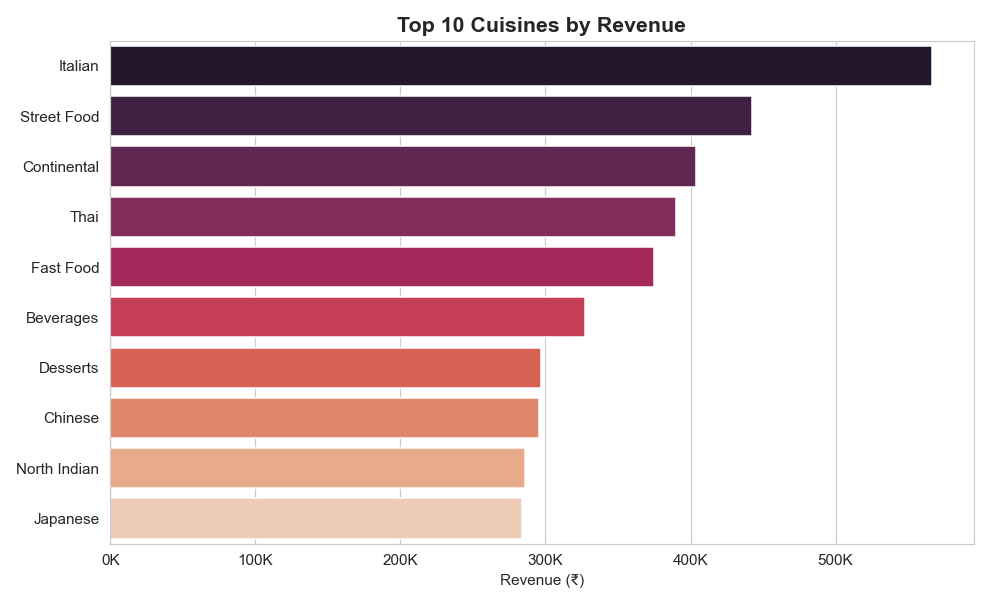 Top 10 Cuisines by Revenue
Italian
Street Food
Continental
Thai
Fast Food
Beverages
Desserts
Chinese
North Indian
Japanese
0K 100K 200K 300K 400K 500K
Revenue (₹)